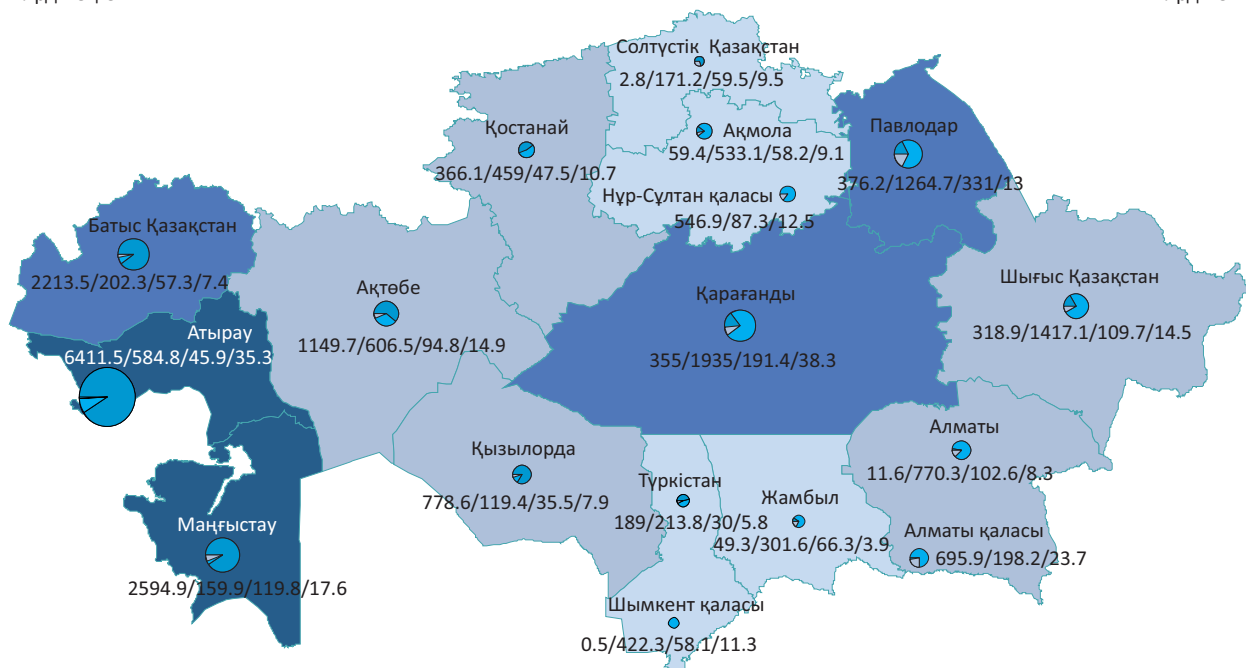 Солтүстік Қазақстан
2.8/171.2/59.5/9.5
Қостанай
366.1/459/47.5/10.7
Ақмола
59.4/533.1/58.2/9.1
Павлодар
376.2/1264.7/331/13
Нұр-Сұлтан қаласы
546.9/87.3/12.5
Батыс Қазақстан
2213.5/202.3/57.3/7.4
Ақтөбе
1149.7/606.5/94.8/14.9
Қарағанды
355/1935/191.4/38.3
Шығыс Қазақстан
318.9/1417.1/109.7/14.5
Атырау
6411.5/584.8/45.9/35.3
Қызылорда
778.6/119.4/35.5/7.9
Түркістан
189/213.8/30/5.8
Жамбыл
49.3/301.6/66.3/3.9
Алматы
11.6/770.3/102.6/8.3
Алматы қаласы
695.9/198.2/23.7
Маңғыстау
2594.9/159.9/119.8/17.6
Шымкент қаласы
0.5/422.3/58.1/11.3